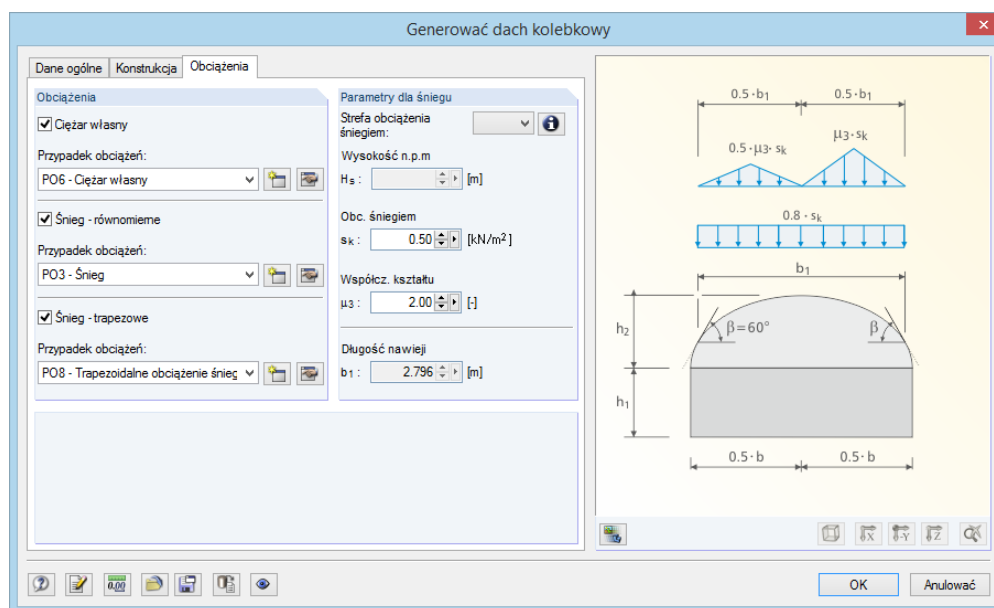 Generować dach kolebkowy
Dane ogólne
Konstrukcja
Obciążenia
Obciążenia
Ciężar własny
Przypadek obciążeń:
PO6 - Ciężar własny
Śnieg - równomierne
Przypadek obciążeń:
PO3 - Śnieg
Śnieg - trapezowe
Przypadek obciążeń:
PO8 - Trapezoidalne obciążenie śnieg
Parametry dla śniegu
Strefa obciążenia
śniegiem:
Wysokość n.p.m
Hs : [m]
Obc. śniegiem
sk : 0.50 [kN/m²]
Współcz. kształtu
μ3 : 2.00 [-]
Długość nawieji
b1 : 2.796 [m]
0.5·b1 0.5·b1
μ3·sk
0.5·μ3·sk
0.8·sk
b1
h2
β=60° β
h1
0.5·b 0.5·b
X -Y Z
0.00
OK Anulować